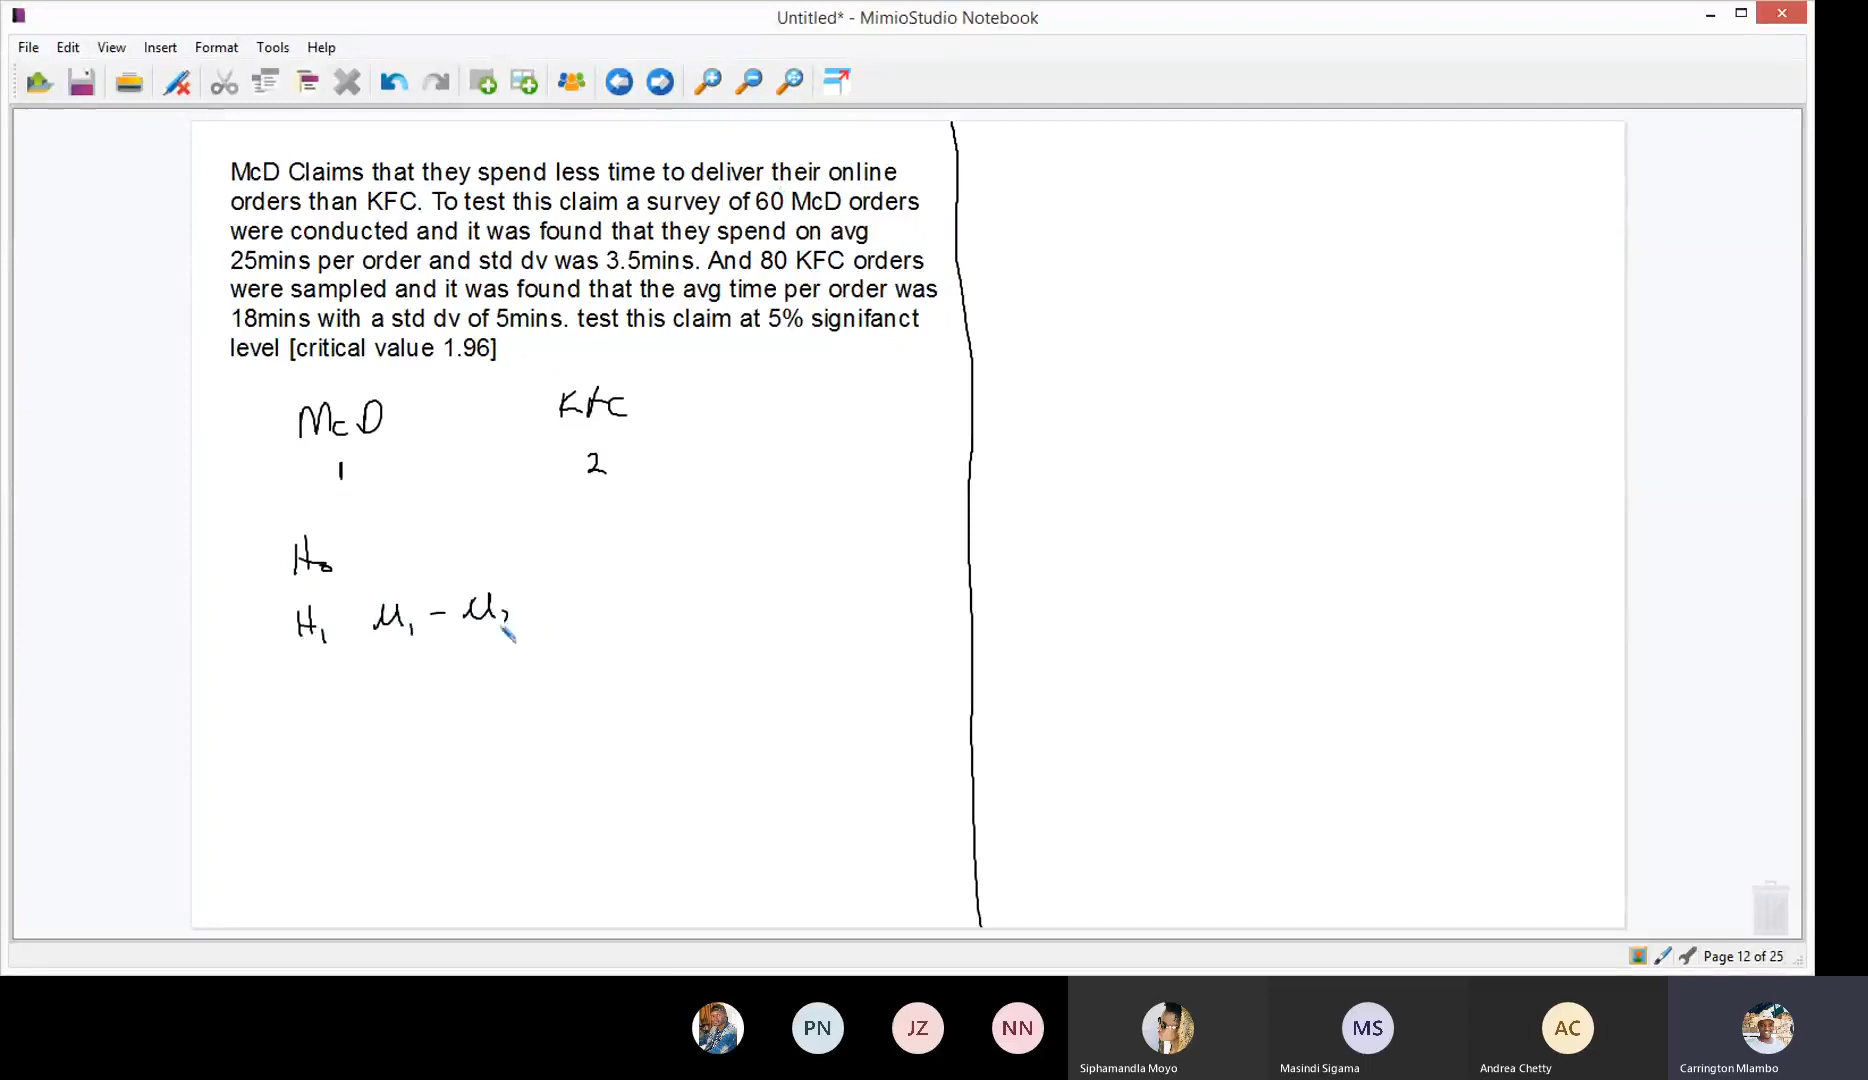 Untitled* - MimioStudio Notebook
File Edit View Insert Format Tools Help
McD Claims that they spend less time to deliver their online
orders than KFC. To test this claim a survey of 60 McD orders
were conducted and it was found that they spend on avg
25mins per order and std dv was 3.5mins. And 80 KFC orders
were sampled and it was found that the avg time per order was
18mins with a std dv of 5mins. test this claim at 5% signifanct
level [critical value 1.96]
McD KFC
1 2
H₀
H₁ μ₁ - μ₂
Page 12 of 25
PN JZ NN MS AC
Siphamandla Moyo Masindi Sigama Andrea Chetty Carrington Mlambo